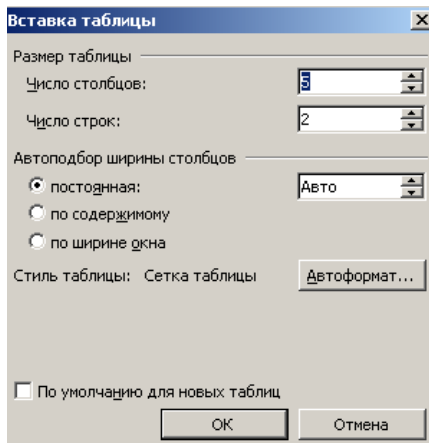 Вставка таблицы
Размер таблицы
Число столбцов: 5
Число строк: 2
Автоподбор ширины столбцов
постоянная: Авто
по содержимому
по ширине окна
Стиль таблицы: Сетка таблицы Автоформат...
По умолчанию для новых таблиц
ОК Отмена